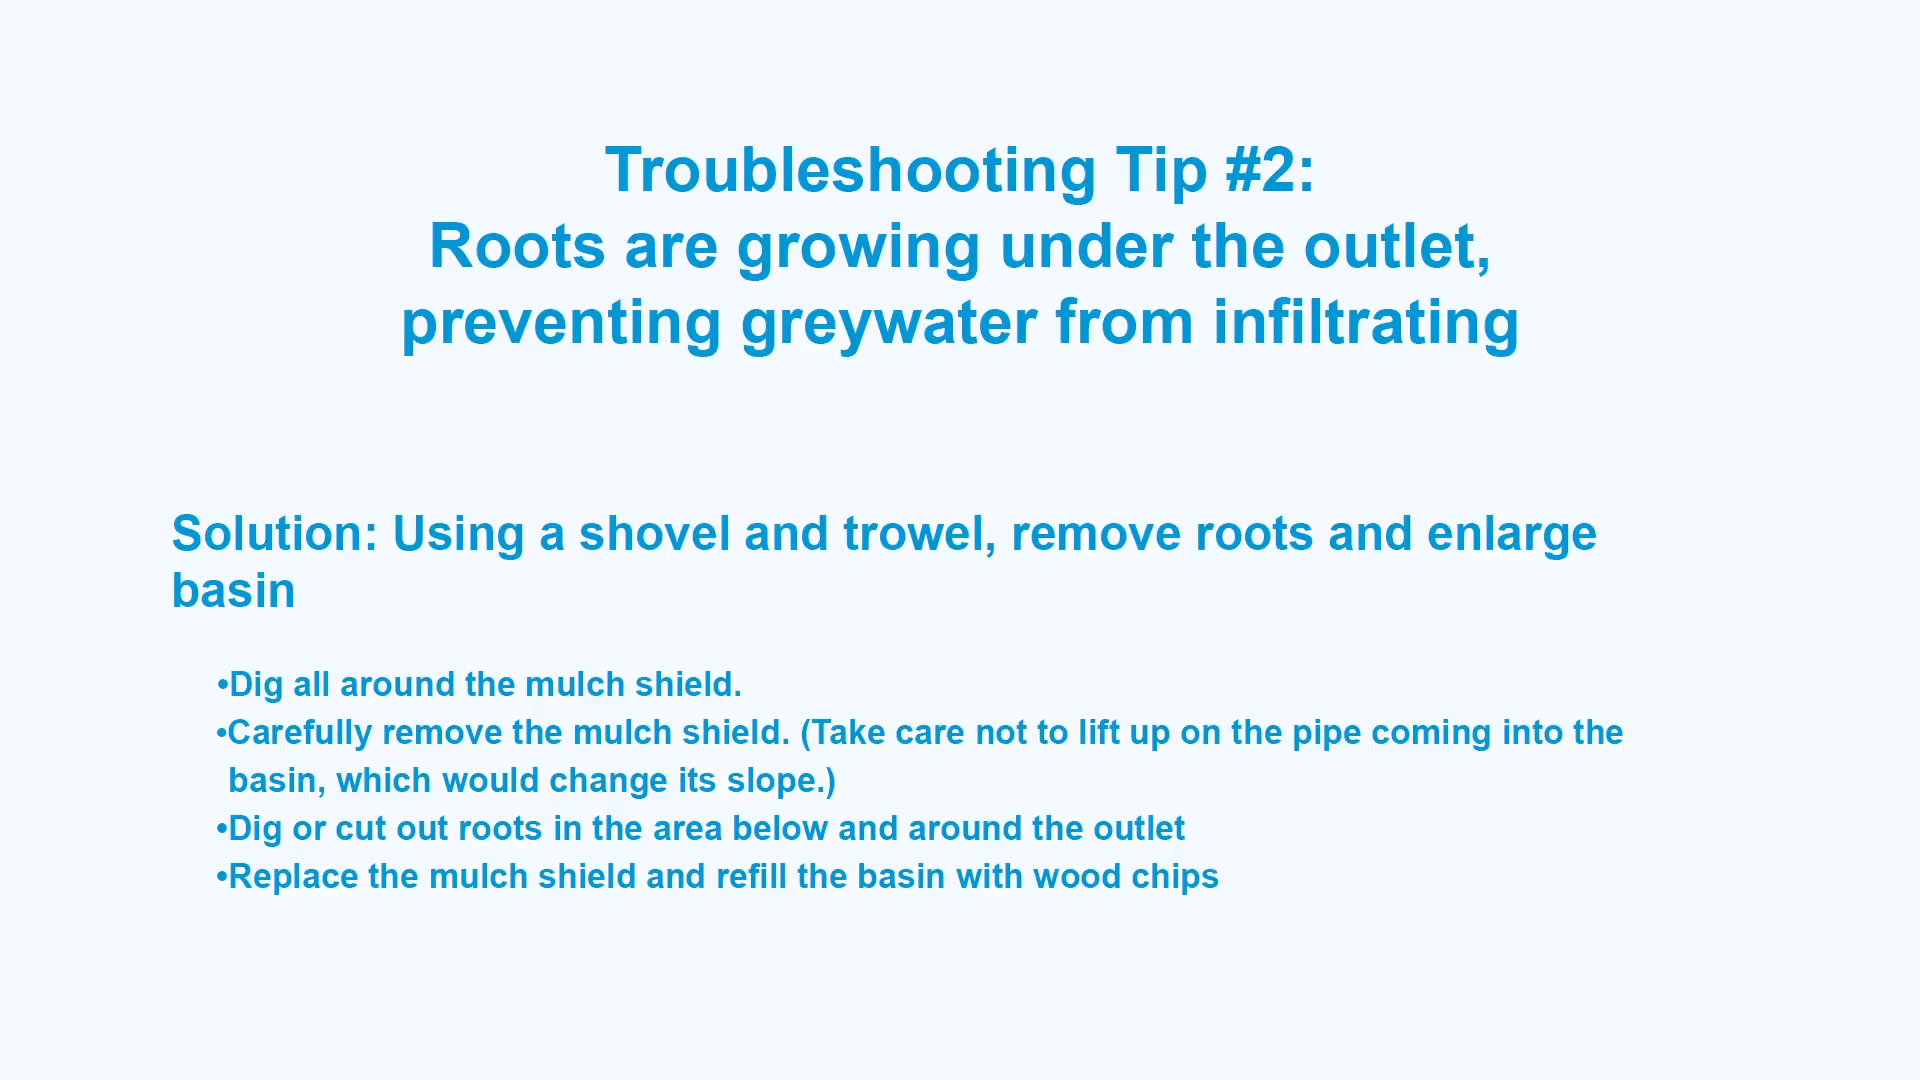 Troubleshooting Tip #2:
Roots are growing under the outlet,
preventing greywater from infiltrating
Solution: Using a shovel and trowel, remove roots and enlarge
basin
•Dig all around the mulch shield.
•Carefully remove the mulch shield. (Take care not to lift up on the pipe coming into the
basin, which would change its slope.)
•Dig or cut out roots in the area below and around the outlet
•Replace the mulch shield and refill the basin with wood chips